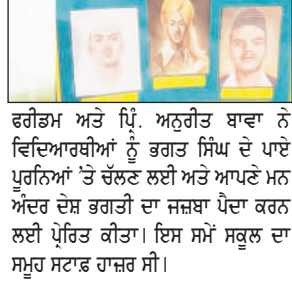 ਫਰੀਡਮ ਅਤੇ ਪ੍ਰਿੰ. ਅਨੁਰੀਤ ਬਾਵਾ ਨੇ
ਵਿਦਿਆਰਥੀਆਂ ਨੂੰ ਭਗਤ ਸਿੰਘ ਦੇ ਪਾਏ
ਪੂਰਨਿਆਂ 'ਤੇ ਚੱਲਣ ਲਈ ਅਤੇ ਆਪਣੇ ਮਨ
ਅੰਦਰ ਦੇਸ਼ ਭਗਤੀ ਦਾ ਜਜ਼ਬਾ ਪੈਦਾ ਕਰਨ
ਲਈ ਪ੍ਰੇਰਿਤ ਕੀਤਾ। ਇਸ ਸਮੇਂ ਸਕੂਲ ਦਾ
ਸਮੂਹ ਸਟਾਫ਼ ਹਾਜ਼ਰ ਸੀ।